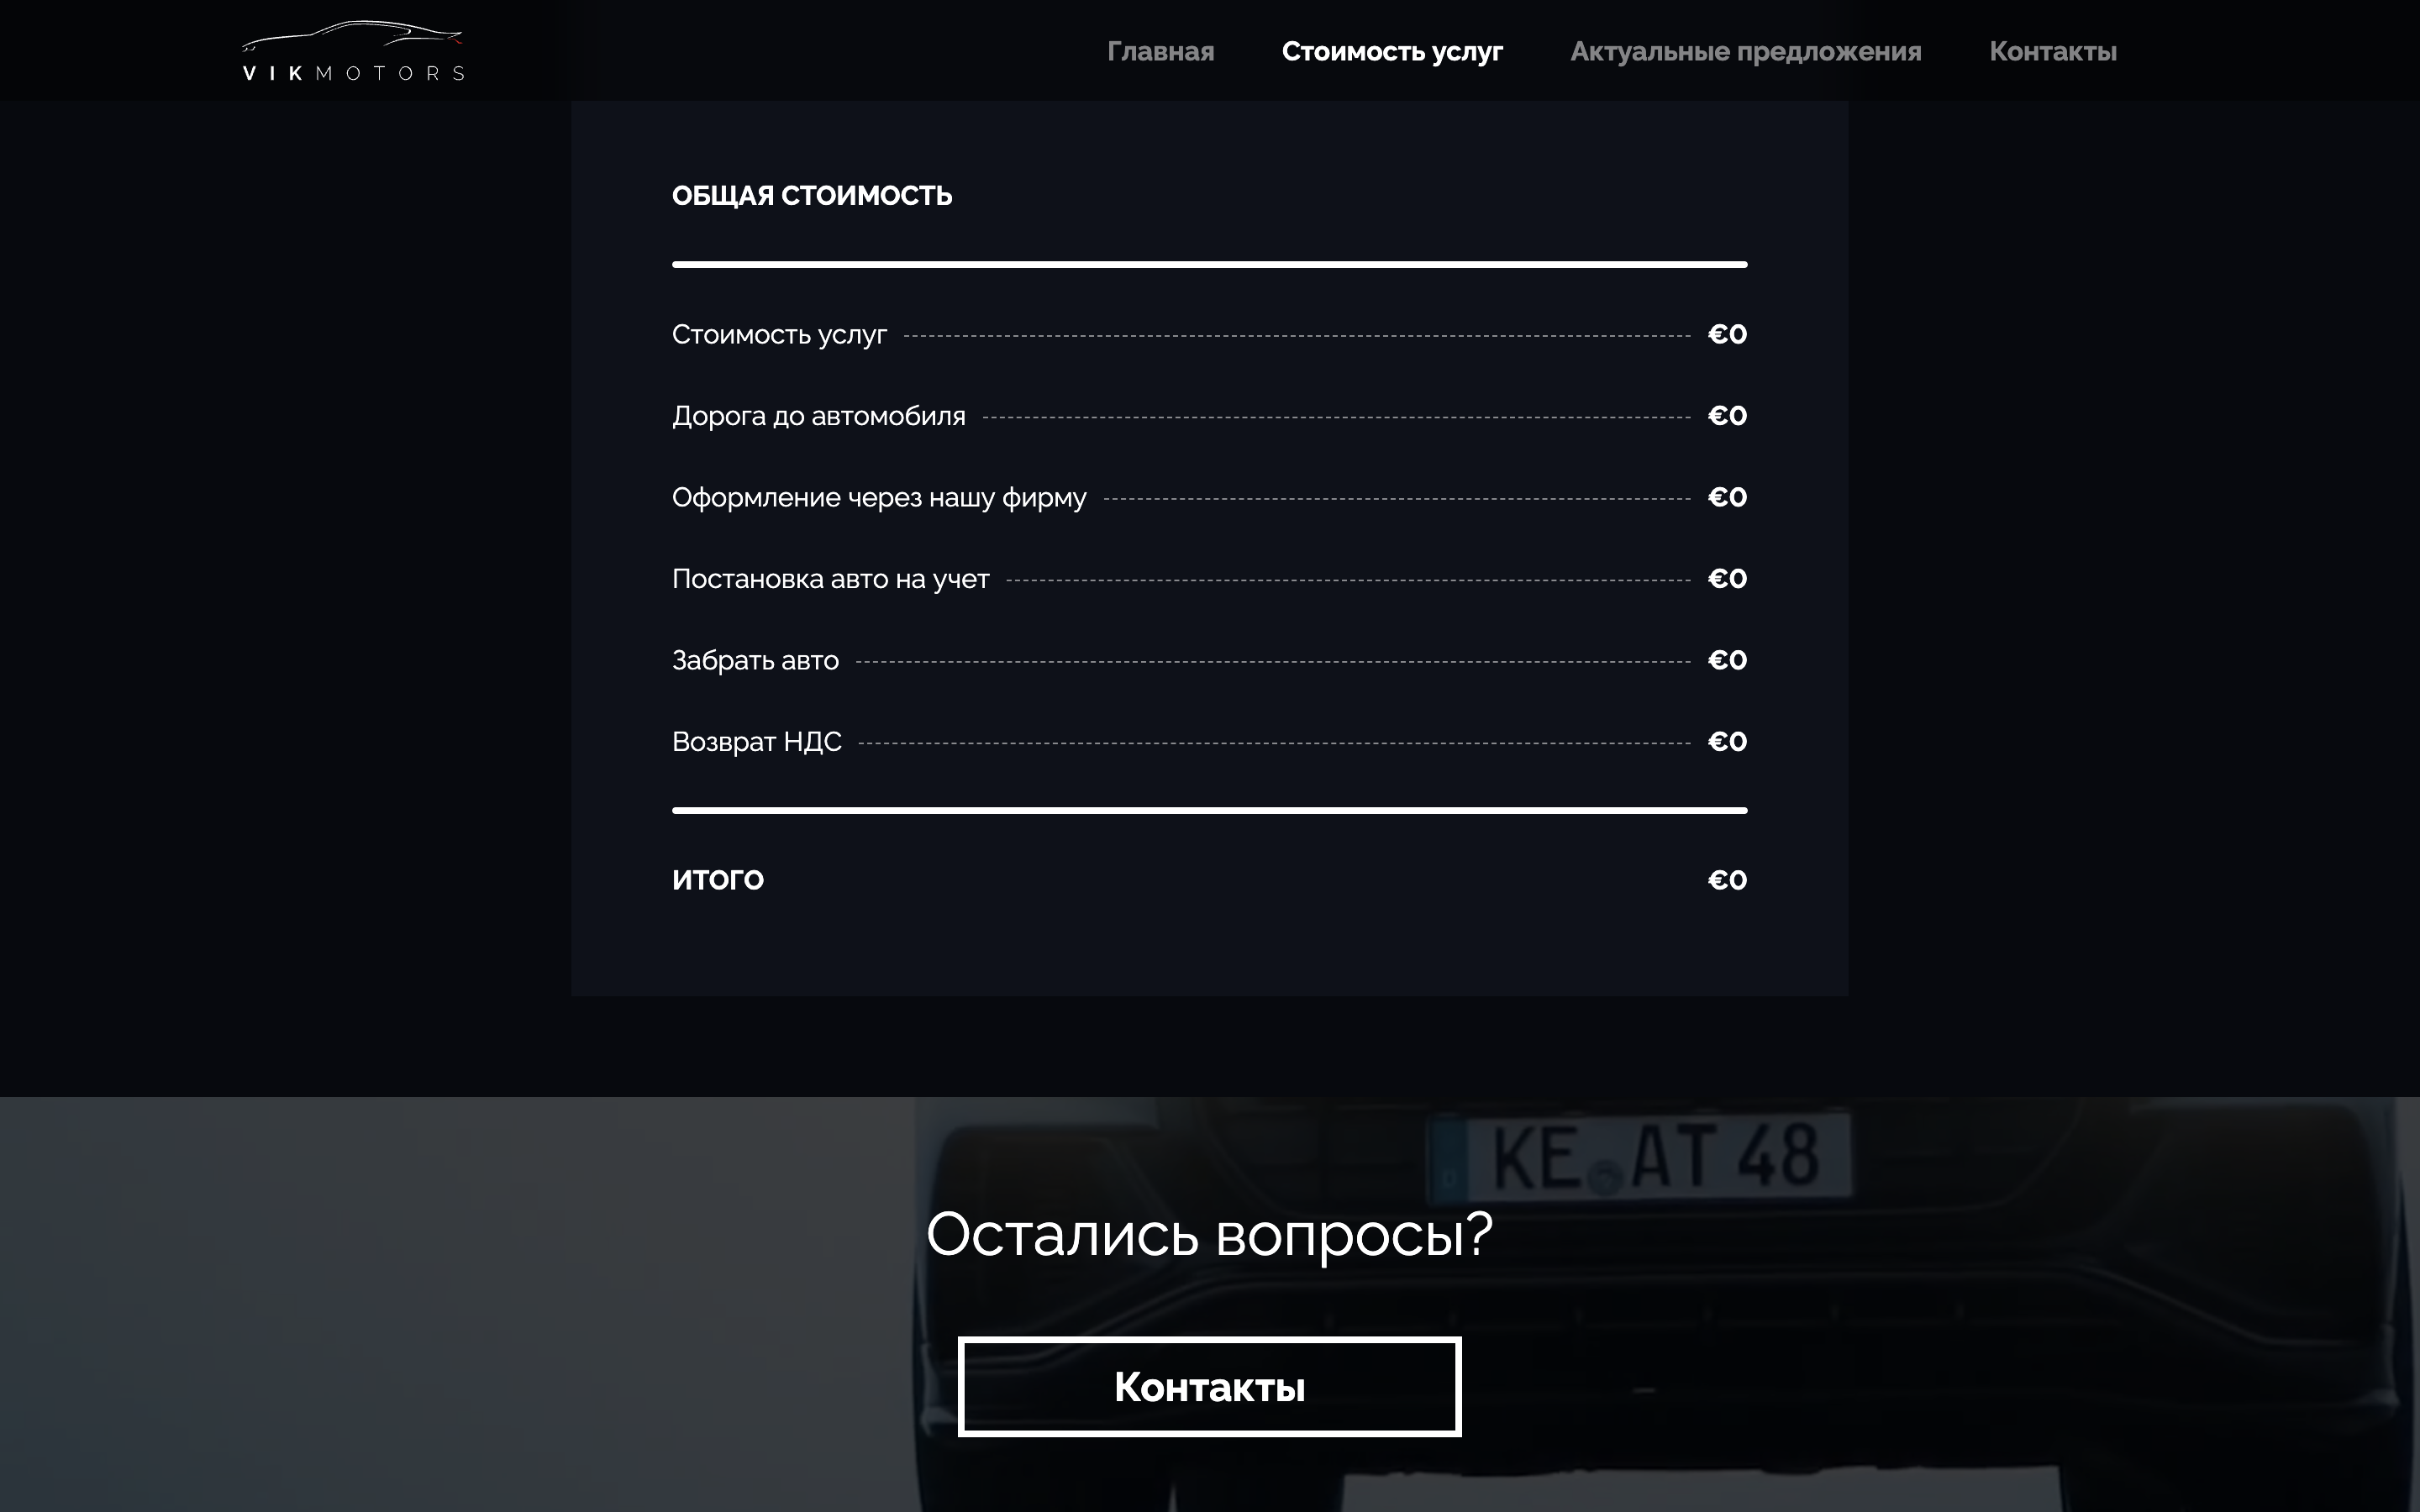 VIKMOTORS
Главная Стоимость услуг Актуальные предложения Контакты
ОБЩАЯ СТОИМОСТЬ
Стоимость услуг €0
Дорога до автомобиля €0
Оформление через нашу фирму €0
Постановка авто на учет €0
Забрать авто €0
Возврат НДС €0
ИТОГО €0
D KE AT 48
Остались вопросы?
Контакты